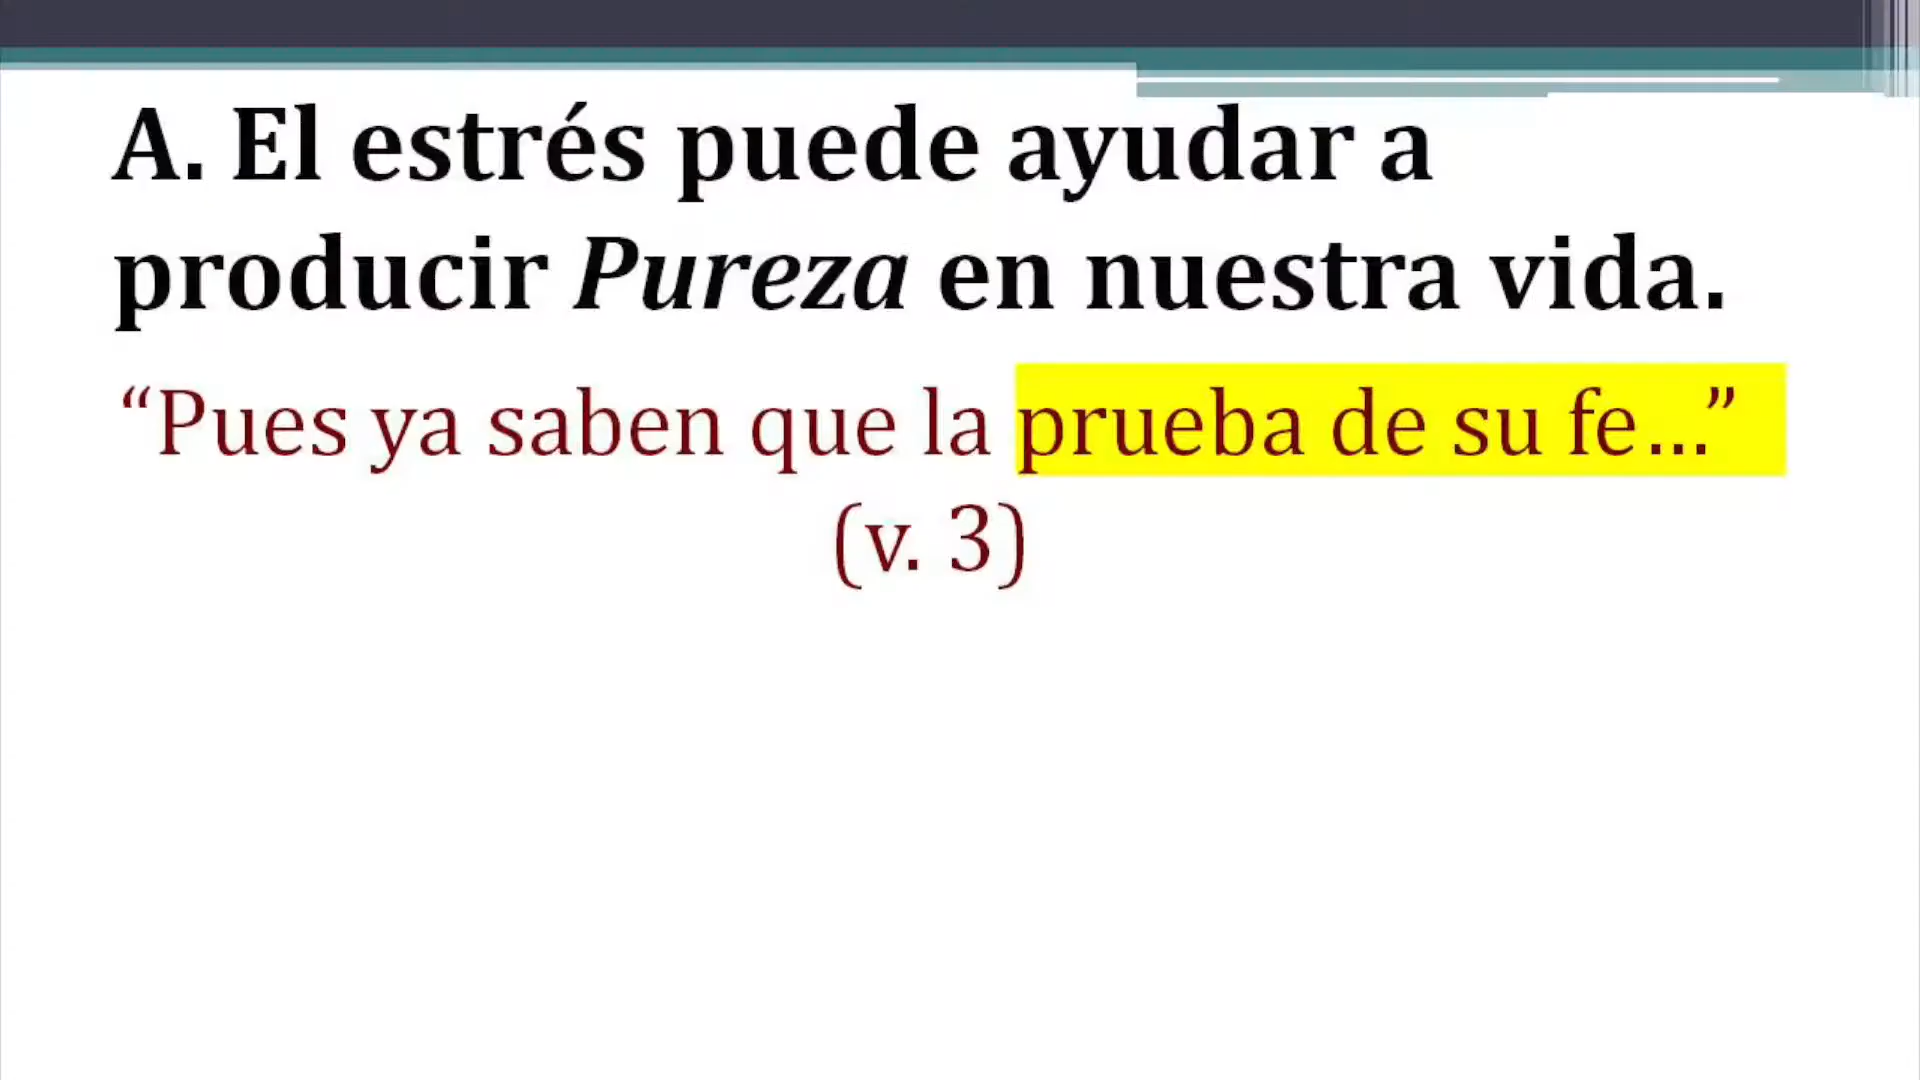 A. El estrés puede ayudar a
producir Pureza en nuestra vida.
“Pues ya saben que la prueba de su fe…”
(v. 3)